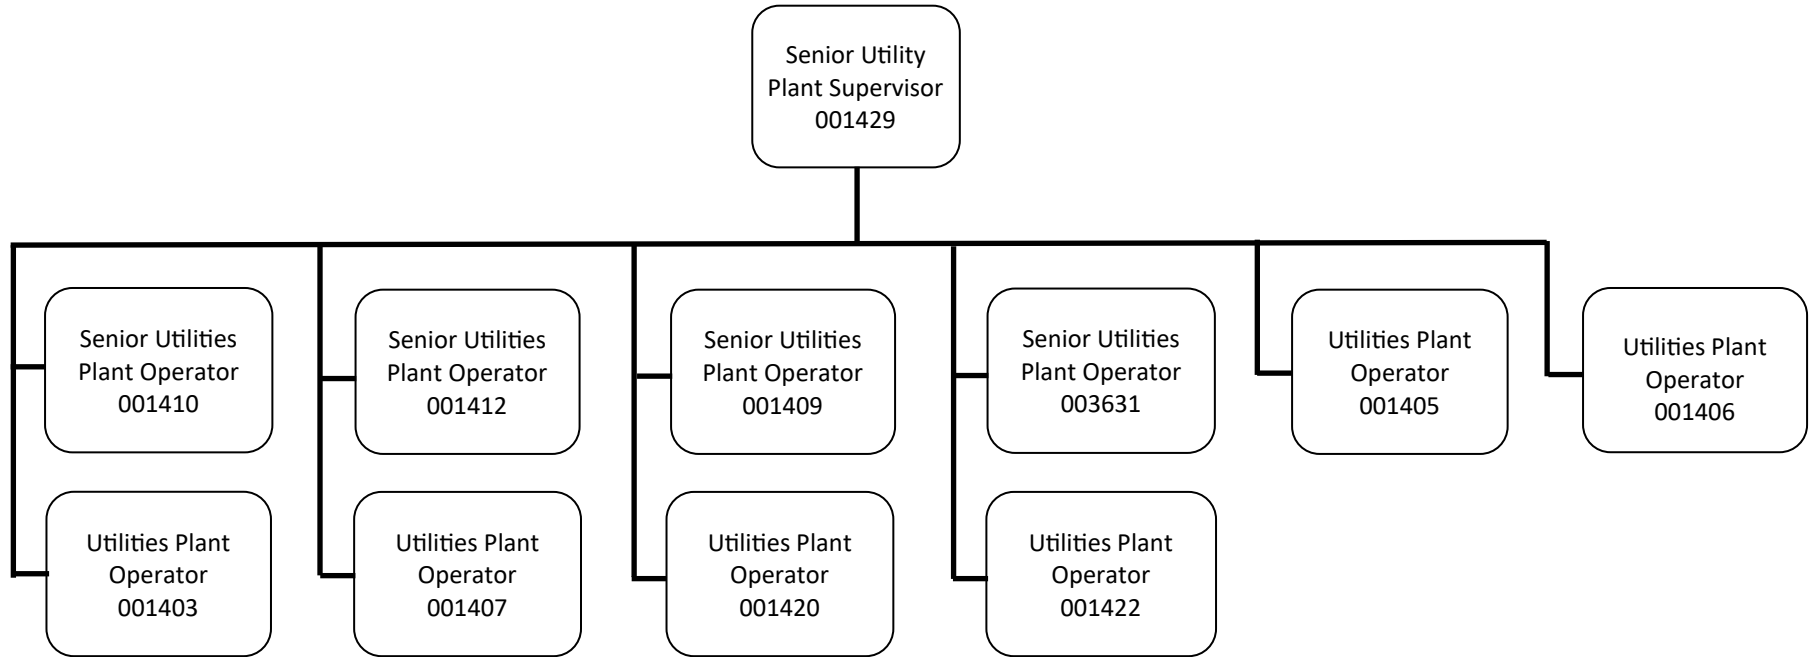 Senior Utility
Plant Supervisor
001429
Senior Utilities
Plant Operator
001410
Senior Utilities
Plant Operator
001412
Senior Utilities
Plant Operator
001409
Senior Utilities
Plant Operator
003631
Utilities Plant
Operator
001405
Utilities Plant
Operator
001406
Utilities Plant
Operator
001403
Utilities Plant
Operator
001407
Utilities Plant
Operator
001420
Utilities Plant
Operator
001422